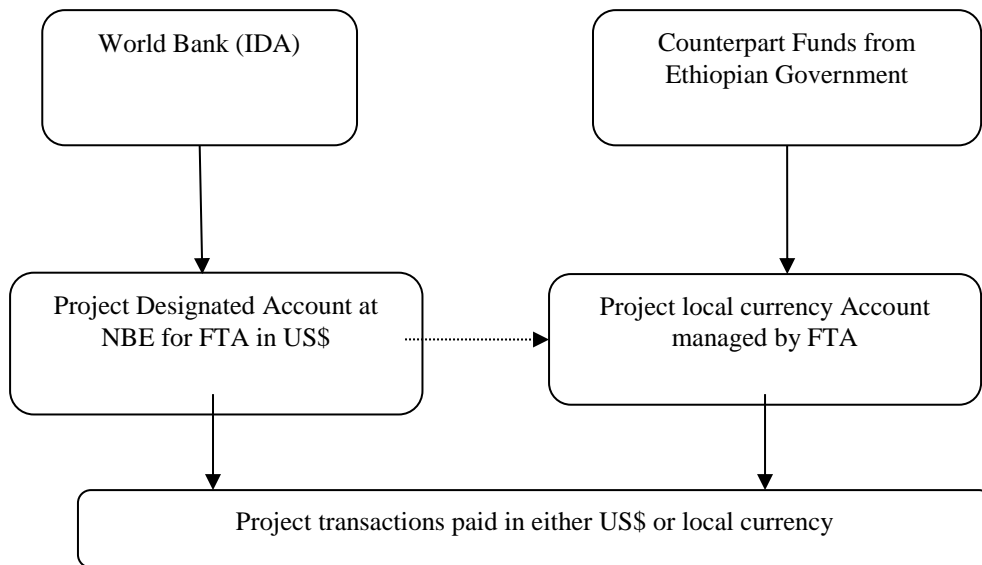 World Bank (IDA)
Counterpart Funds from
Ethiopian Government
Project Designated Account at
NBE for FTA in US$
Project local currency Account
managed by FTA
Project transactions paid in either US$ or local currency